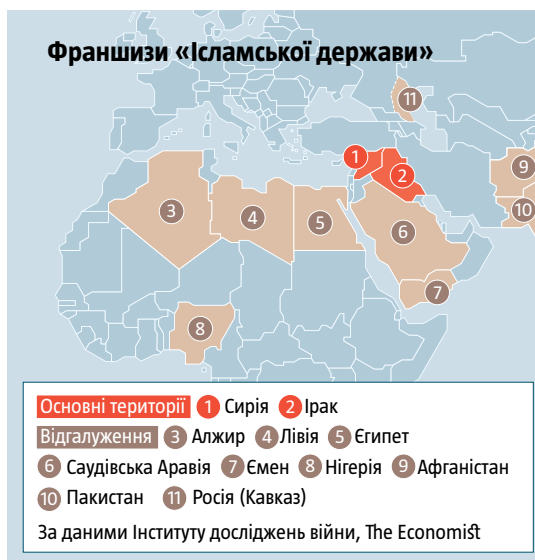 Франшизи «Ісламської держави»
11
1
2
9
3
4
5
6
10
7
8
Основні території 1 Сирія 2 Ірак
Відгалуження 3 Алжир 4 Лівія 5 Єгипет
6 Саудівська Аравія 7 Ємен 8 Нігерія 9 Афганістан
10 Пакистан 11 Росія (Кавказ)
За даними Інституту досліджень війни, The Economist